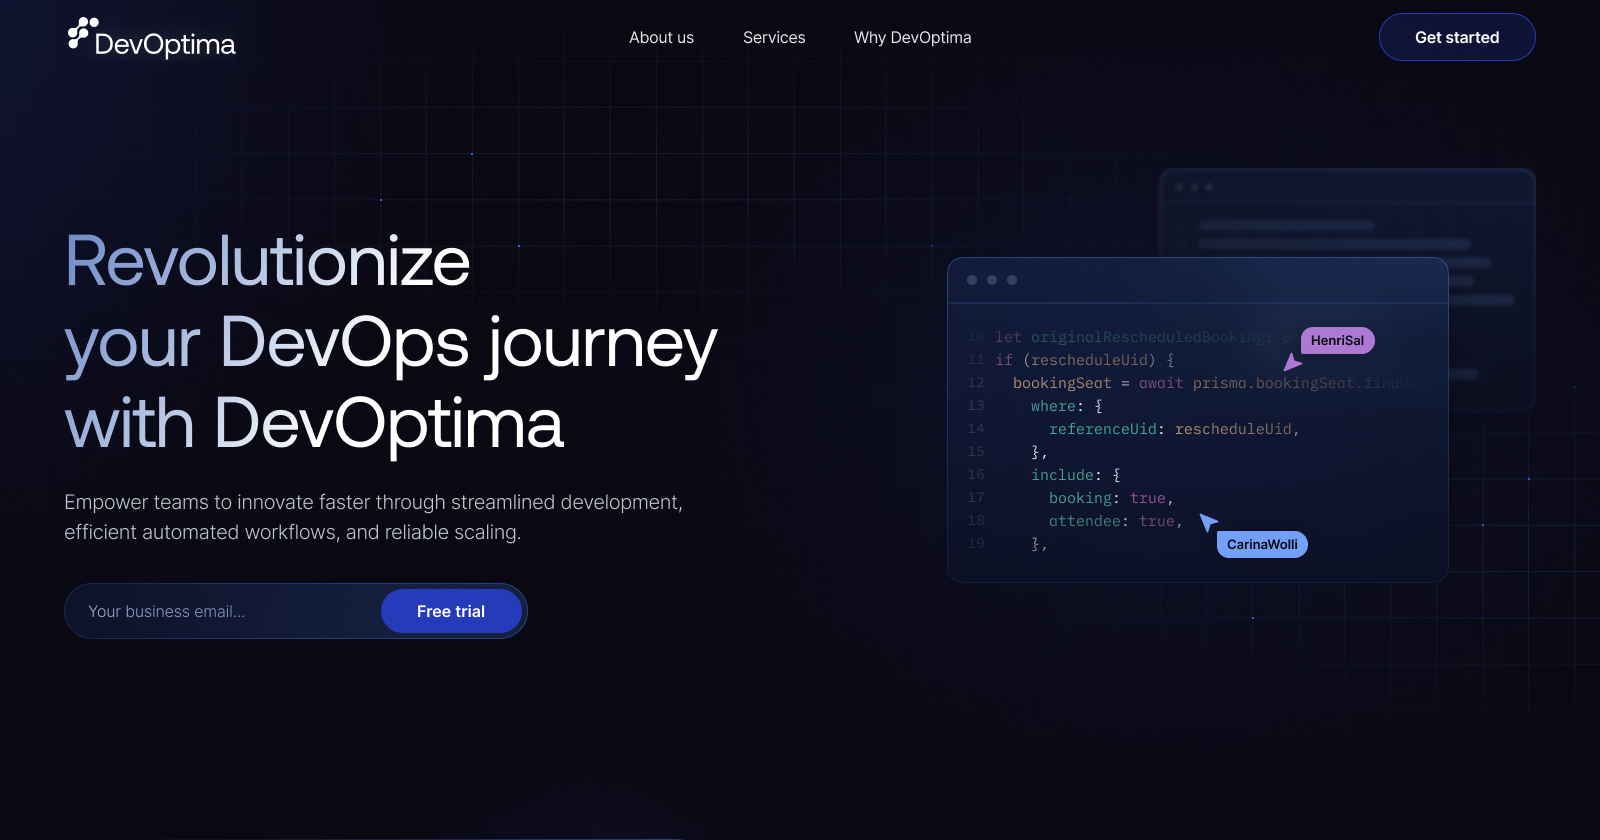 DevOptima
About us
Services
Why DevOptima
Get started
Revolutionize
your DevOps journey
with DevOptima
Empower teams to innovate faster through streamlined development,
efficient automated workflows, and reliable scaling.
Your business email...
Free trial
10 let originalRescheduledBooking:
HenriSal
11 if (rescheduleUid) {
12 bookingSeat = await prisma.bookingSeat.
13 where: {
14 referenceUid: rescheduleUid,
15 },
16 include: {
17 booking: true,
18 attendee: true,
19 },
CarinaWolli